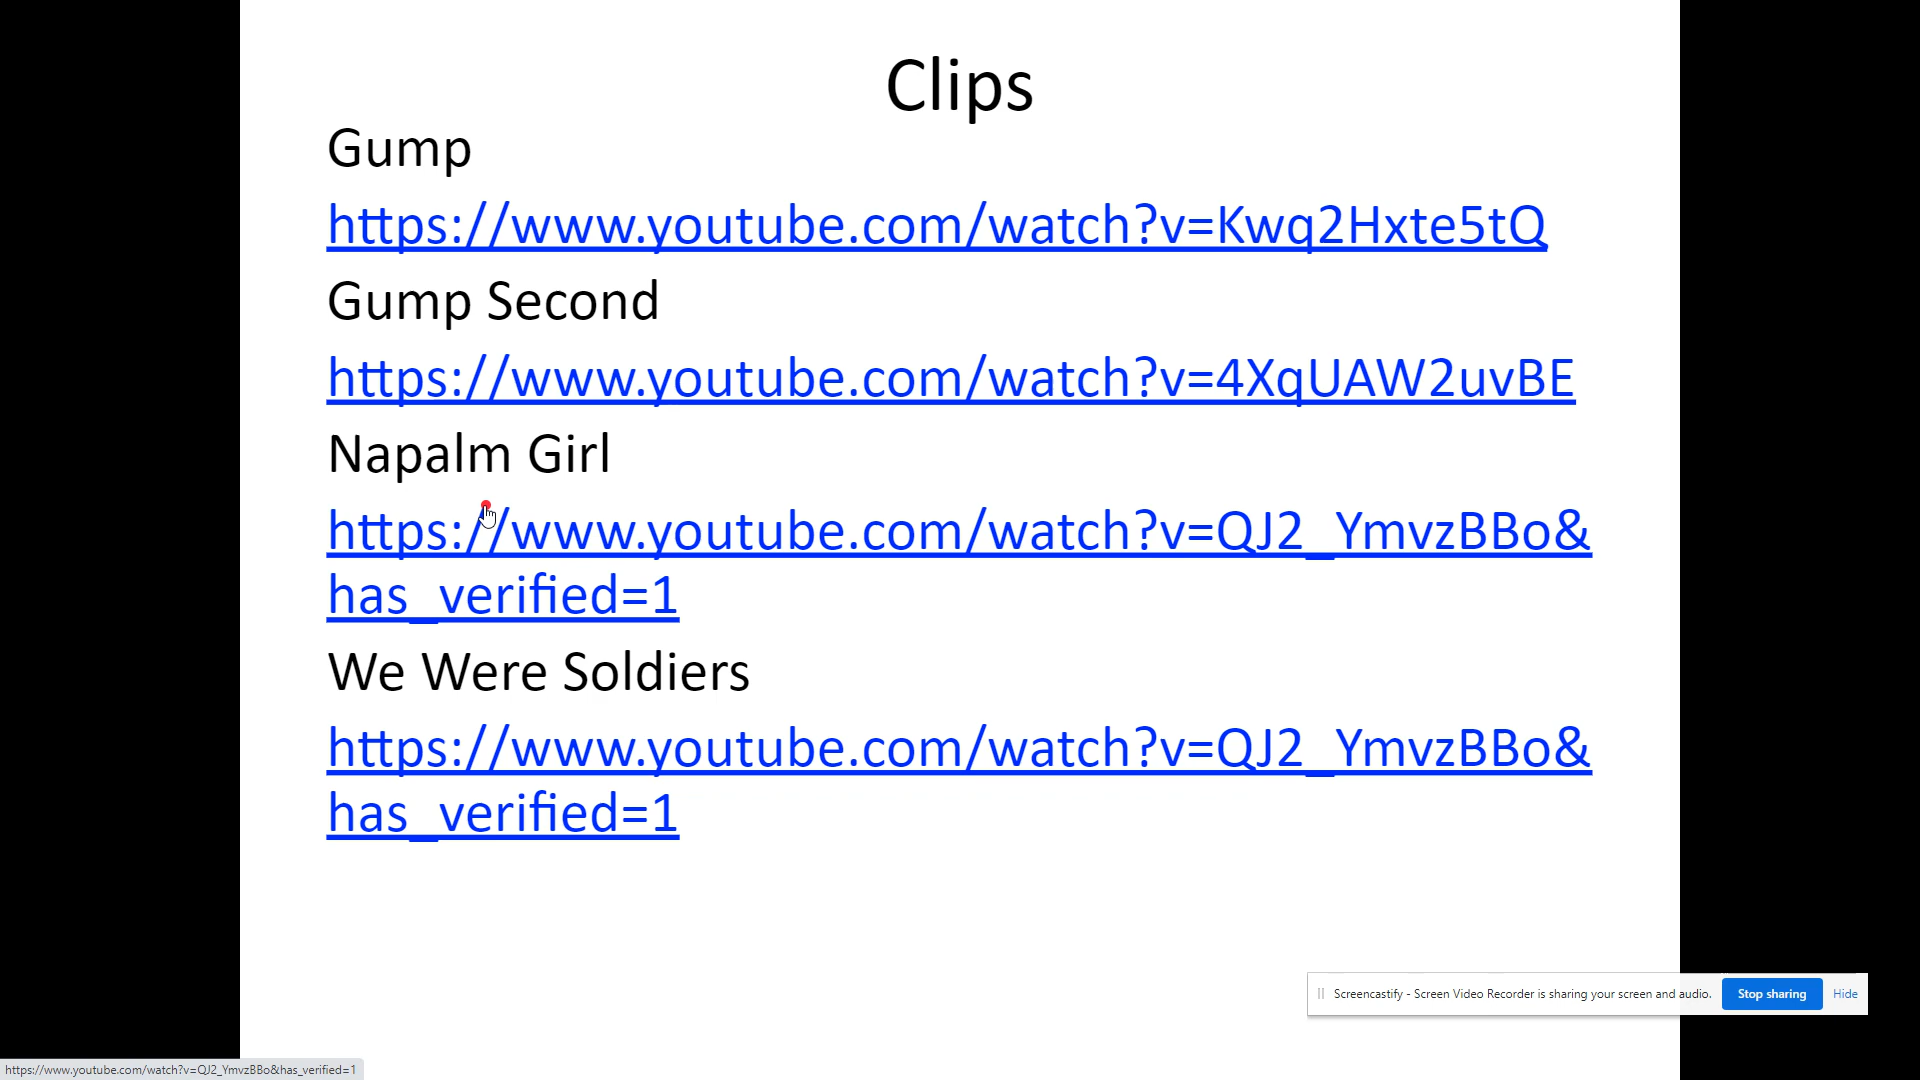 Clips
Gump
https://www.youtube.com/watch?v=Kwq2Hxte5tQ
Gump Second
https://www.youtube.com/watch?v=4XqUAW2uvBE
Napalm Girl
https://www.youtube.com/watch?v=QJ2_YmvzBBo&
has_verified=1
We Were Soldiers
https://www.youtube.com/watch?v=QJ2_YmvzBBo&
has_verified=1
Screencastify - Screen Video Recorder is sharing your screen and audio. Stop sharing Hide
https://www.youtube.com/watch?v=QJ2_YmvzBBo&has_verified=1